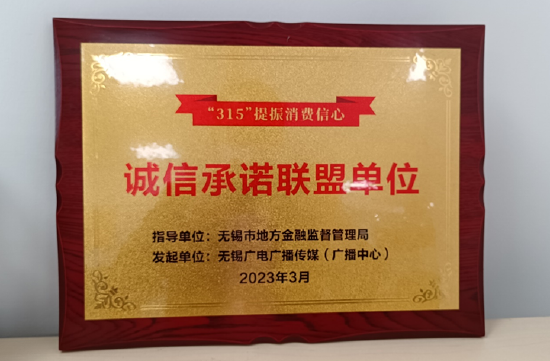 “315”提振消费信心
诚信承诺联盟单位
指导单位：无锡市地方金融监督管理局
发起单位：无锡广电广播传媒（广播中心）
2023年3月